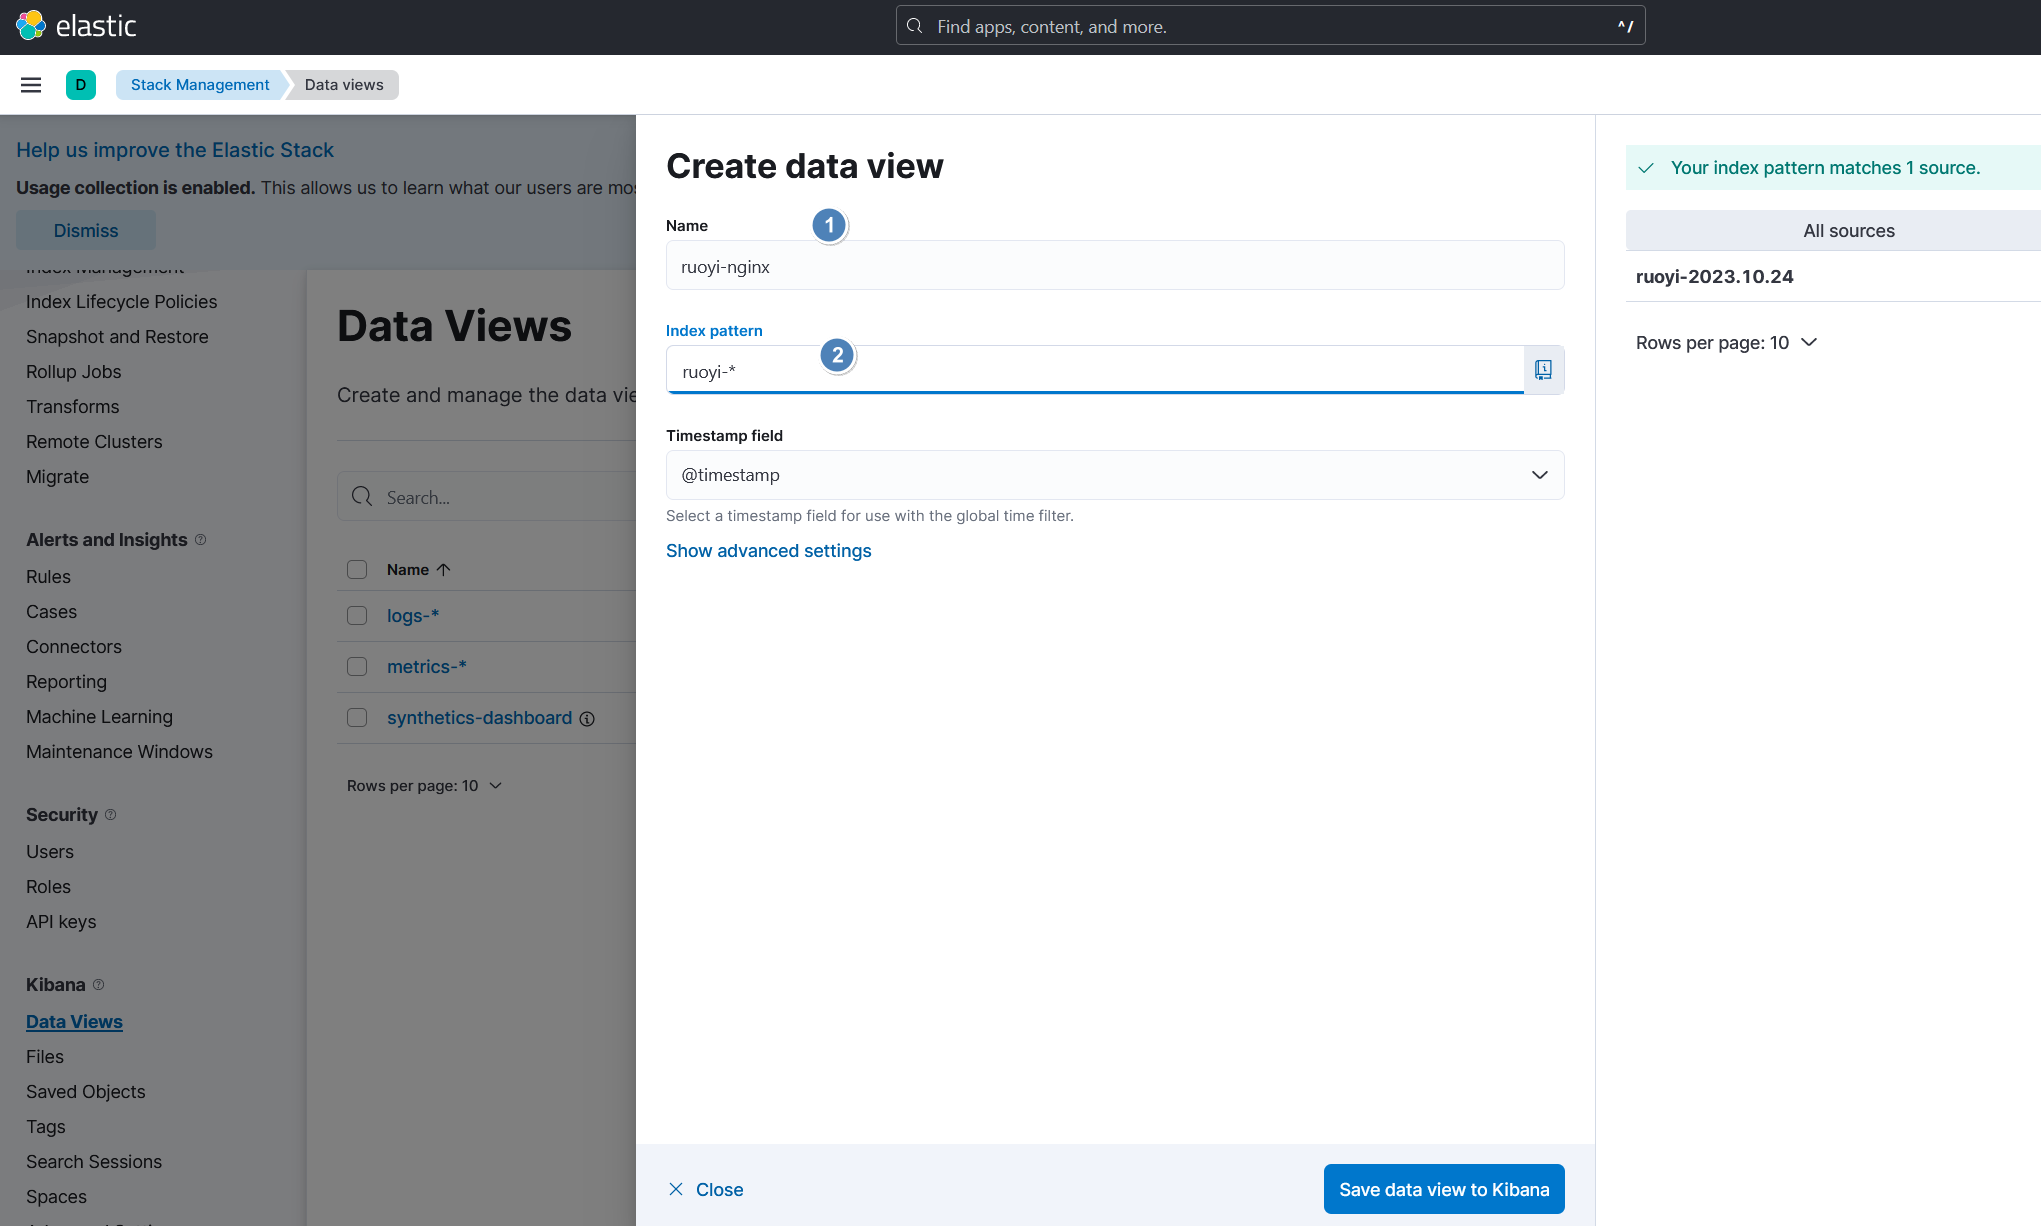 elastic
Find apps, content, and more.
^/
D
Stack Management
Data views
Help us improve the Elastic Stack
Usage collection is enabled. This allows us to learn what our users are mos
Dismiss
Index Management
Index Lifecycle Policies
Snapshot and Restore
Rollup Jobs
Transforms
Remote Clusters
Migrate
Alerts and Insights
Rules
Cases
Connectors
Reporting
Machine Learning
Maintenance Windows
Security
Users
Roles
API keys
Kibana
Data Views
Files
Saved Objects
Tags
Search Sessions
Spaces
Data Views
Create and manage the data vie
Search...
Name
logs-*
metrics-*
synthetics-dashboard
Rows per page: 10
Create data view
Name
1
ruoyi-nginx
Index pattern
2
ruoyi-*
Timestamp field
@timestamp
Select a timestamp field for use with the global time filter.
Show advanced settings
Close
Save data view to Kibana
Your index pattern matches 1 source.
All sources
ruoyi-2023.10.24
Rows per page: 10